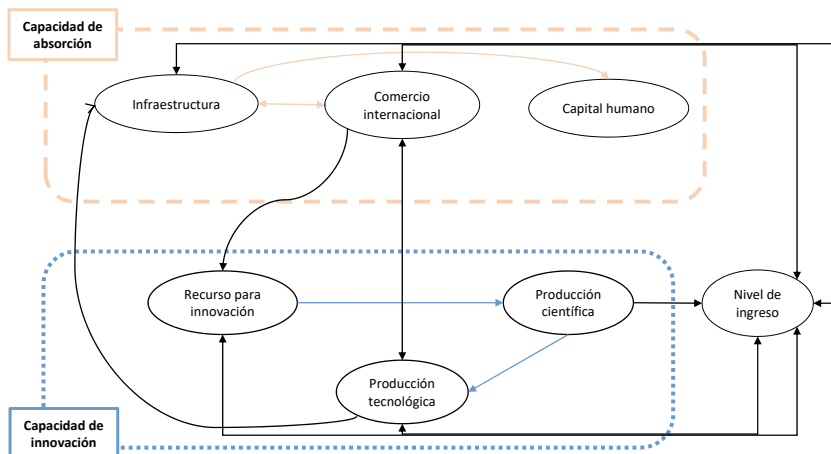 Capacidad de
absorción
Infraestructura
Comercio
internacional
Capital humano
Recurso para
innovación
Producción
científica
Nivel de
ingreso
Producción
tecnológica
Capacidad de
innovación